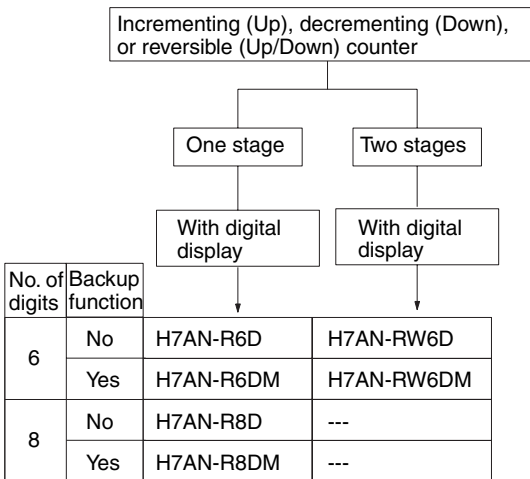 Incrementing (Up), decrementing (Down),
or reversible (Up/Down) counter
One stage
Two stages
With digital
display
With digital
display
No. of
digits
Backup
function
6
No
H7AN-R6D
H7AN-RW6D
Yes
H7AN-R6DM
H7AN-RW6DM
8
No
H7AN-R8D
---
Yes
H7AN-R8DM
---